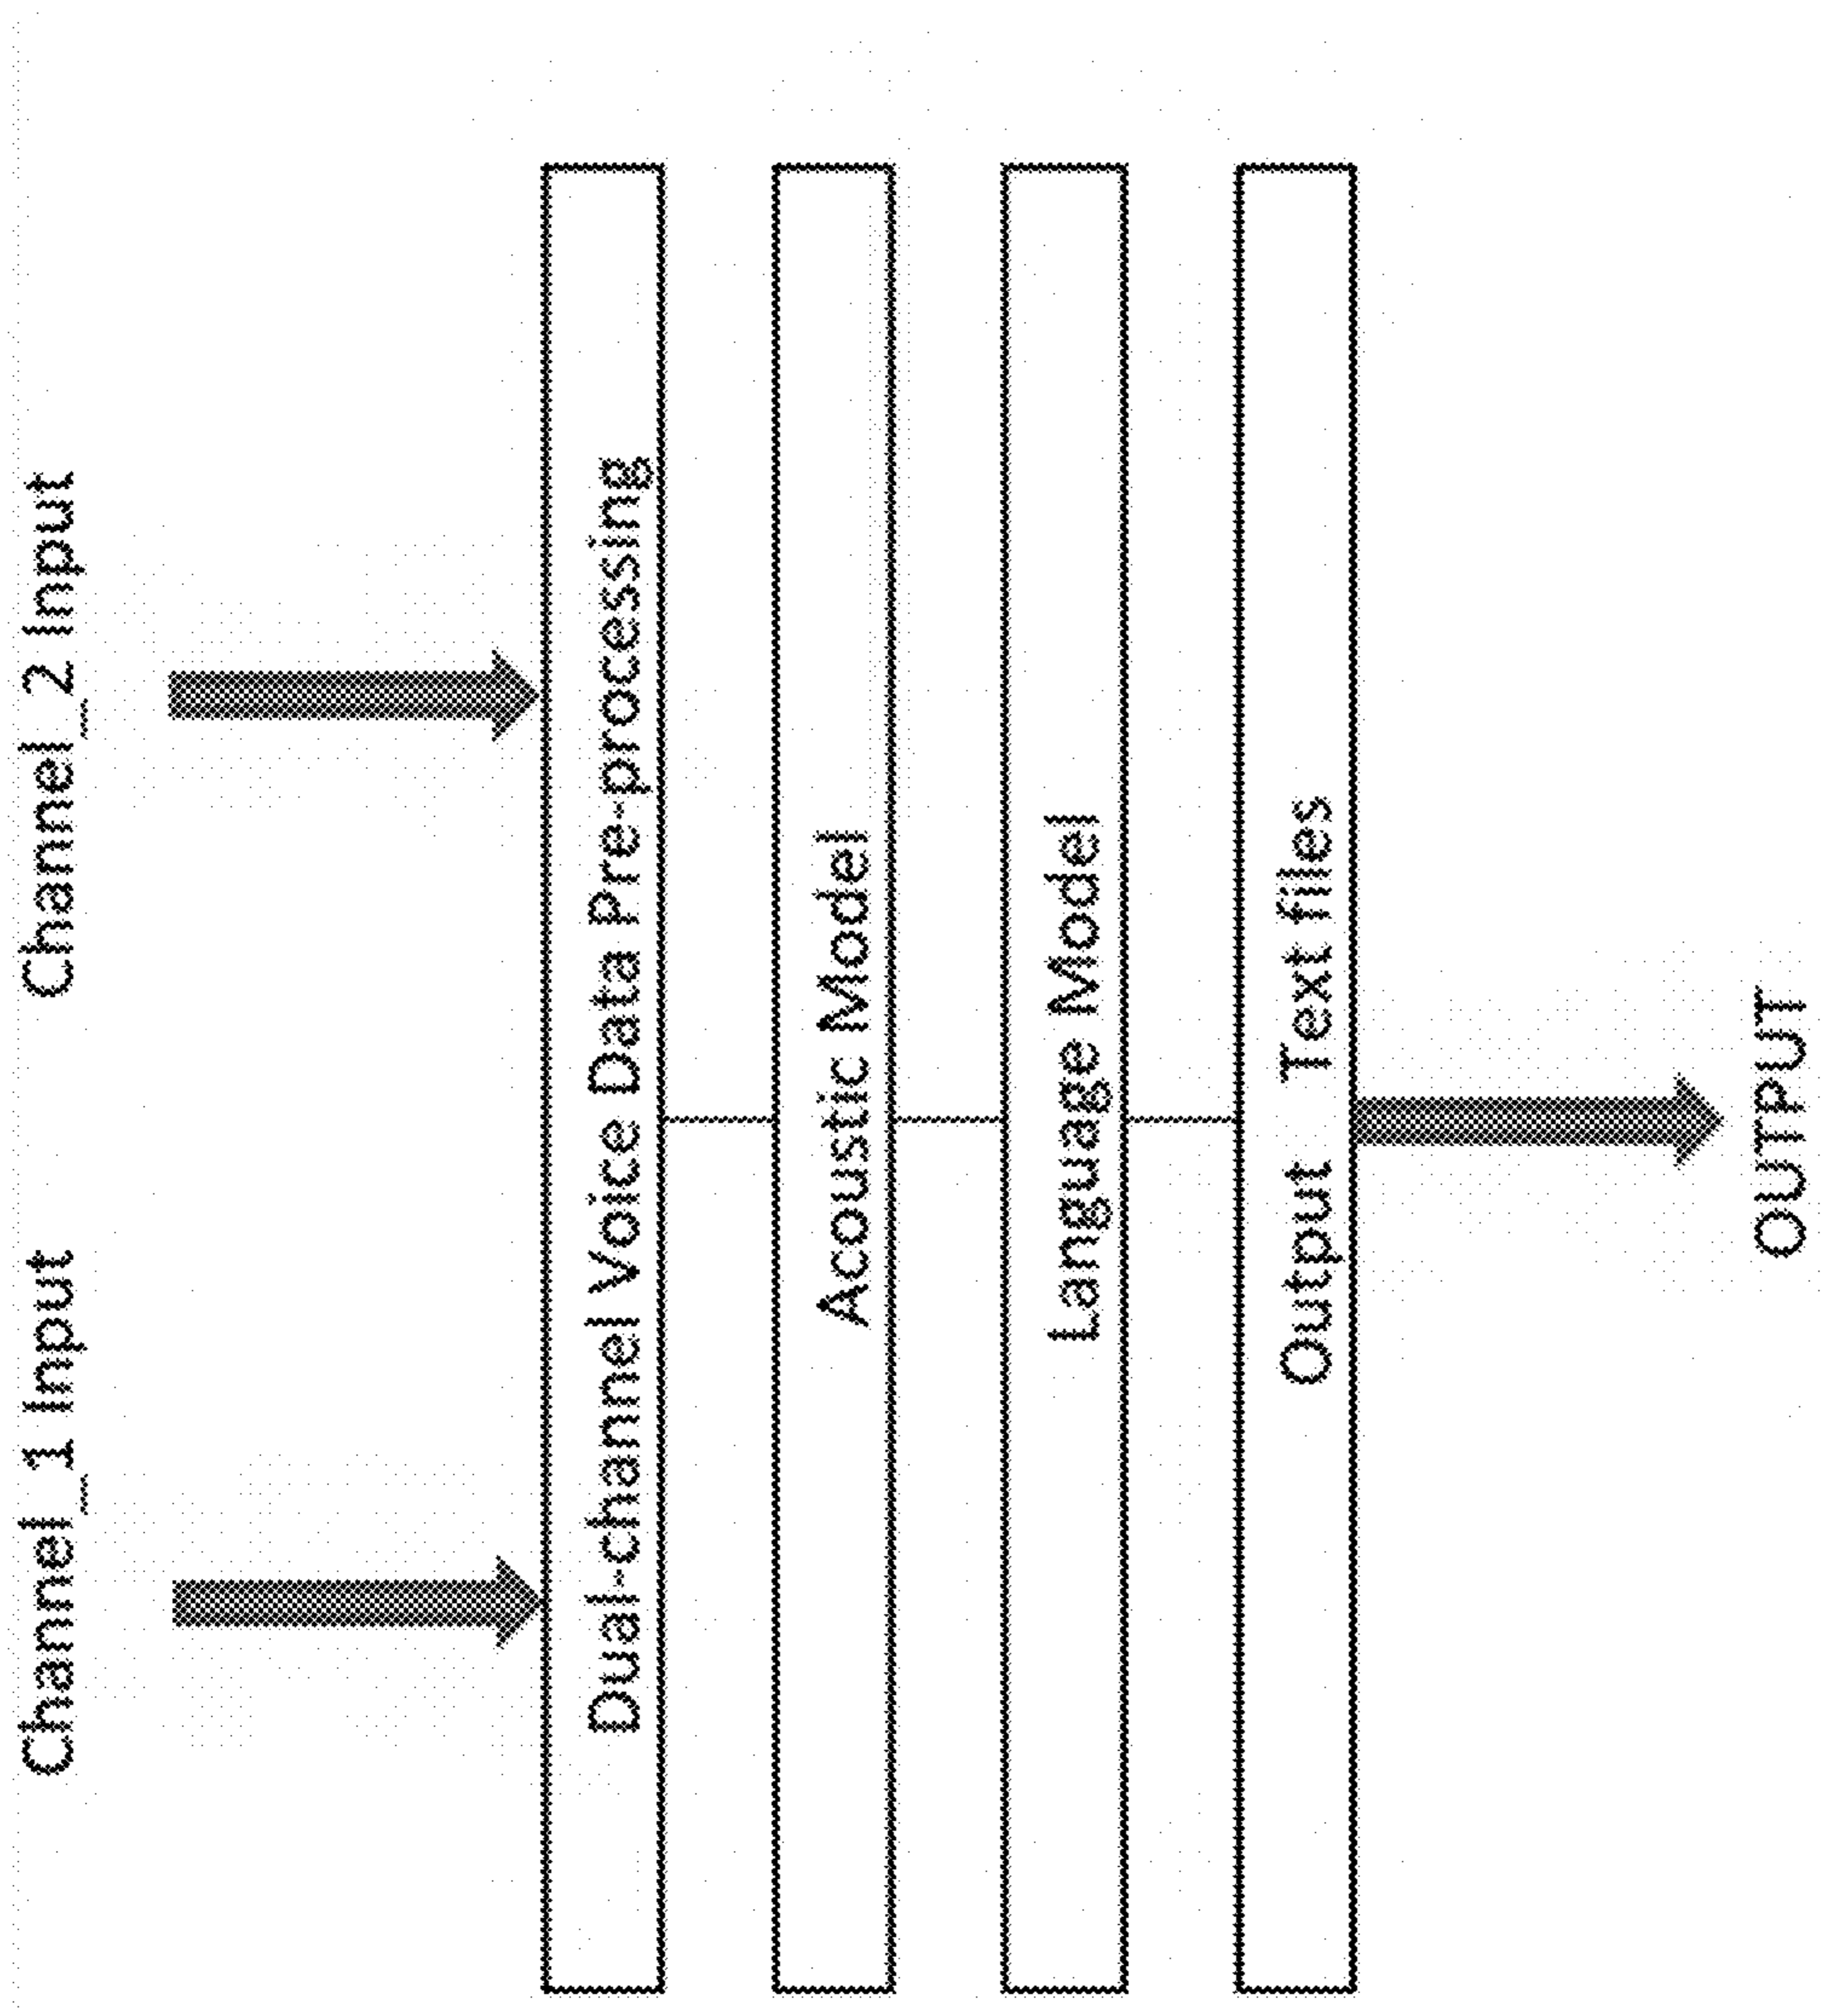 Channel_1 Input
Channel_2 Input
Dual-channel Voice Data Pre-processing
Acoustic Model
Language Model
Output Text files
OUTPUT